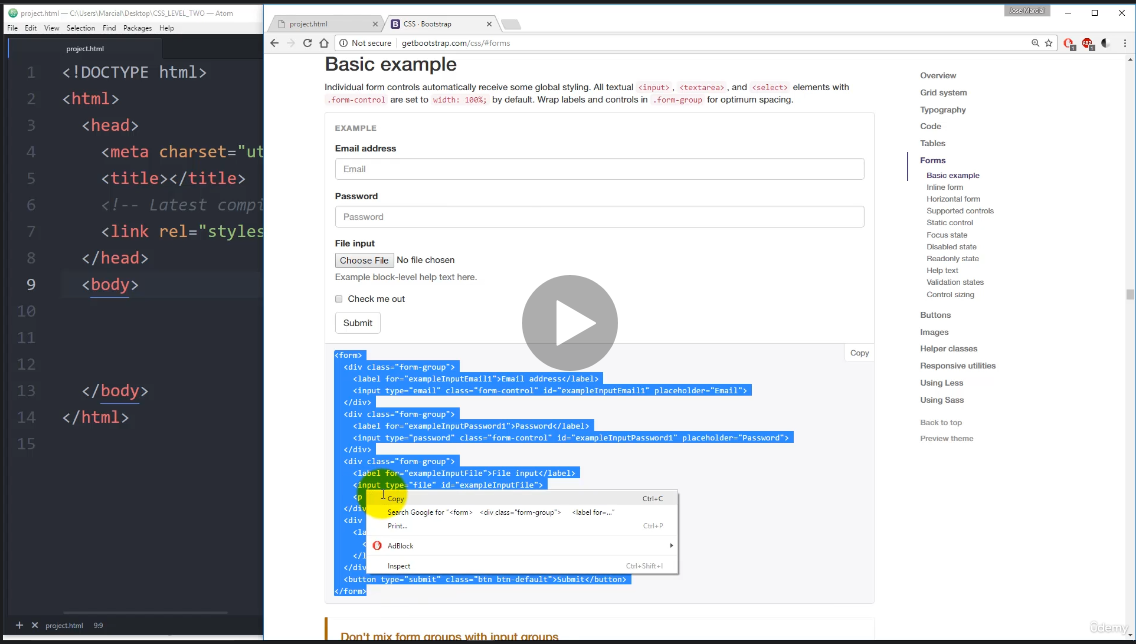 project.html — C:\Users\Marcial\Desktop\CSS_LEVEL_TWO — Atom
File Edit View Selection Find Packages Help
project.html
1 <!DOCTYPE html>
2 <html>
3 <head>
4 <meta charset="ut
5 <title></title>
6 <!-- Latest compi
7 <link rel="styles
8 </head>
9 <body>
10
11
12
13 </body>
14 </html>
15
project.html 9:9
project.html
B CSS · Bootstrap
Jose Marcial
Not secure getbootstrap.com/css/#forms
Basic example
Individual form controls automatically receive some global styling. All textual <input>, <textarea>, and <select> elements with
.form-control are set to width: 100%; by default. Wrap labels and controls in .form-group for optimum spacing.
EXAMPLE
Email address
Email
Password
Password
File input
Choose File No file chosen
Example block-level help text here.
Check me out
Submit
Copy
<form>
<div class="form-group">
<label for="exampleInputEmail1">Email address</label>
<input type="email" class="form-control" id="exampleInputEmail1" placeholder="Email">
</div>
<div class="form-group">
<label for="exampleInputPassword1">Password</label>
<input type="password" class="form-control" id="exampleInputPassword1" placeholder="Password">
</div>
<div class="form-group">
<label for="exampleInputFile">File input</label>
<input type="file" id="exampleInputFile">
<p
</di
<div
<la
<
</l
</di
<button type="submit" class="btn btn-default">Submit</button>
</form>
Copy Ctrl+C
Search Google for "<form> <div class="form-group"> <label for=..."
Print... Ctrl+P
AdBlock
Inspect Ctrl+Shift+I
Don't mix form groups with input groups
Overview
Grid system
Typography
Code
Tables
Forms
Basic example
Inline form
Horizontal form
Supported controls
Static control
Focus state
Disabled state
Readonly state
Help text
Validation states
Control sizing
Buttons
Images
Helper classes
Responsive utilities
Using Less
Using Sass
Back to top
Preview theme
Udemy